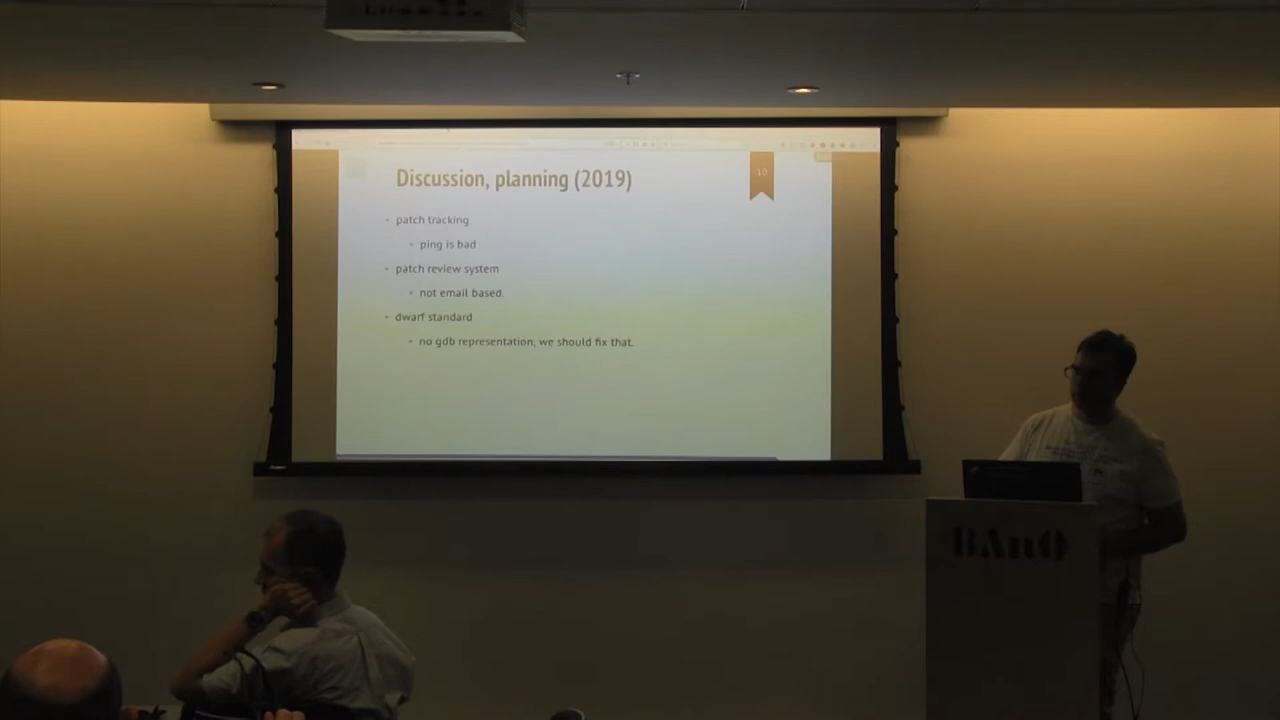 Discussion, planning (2019)
10
- patch tracking
- ping is bad
- patch review system
- not email based.
- dwarf standard
- no gdb representation, we should fix that.
BAnQ